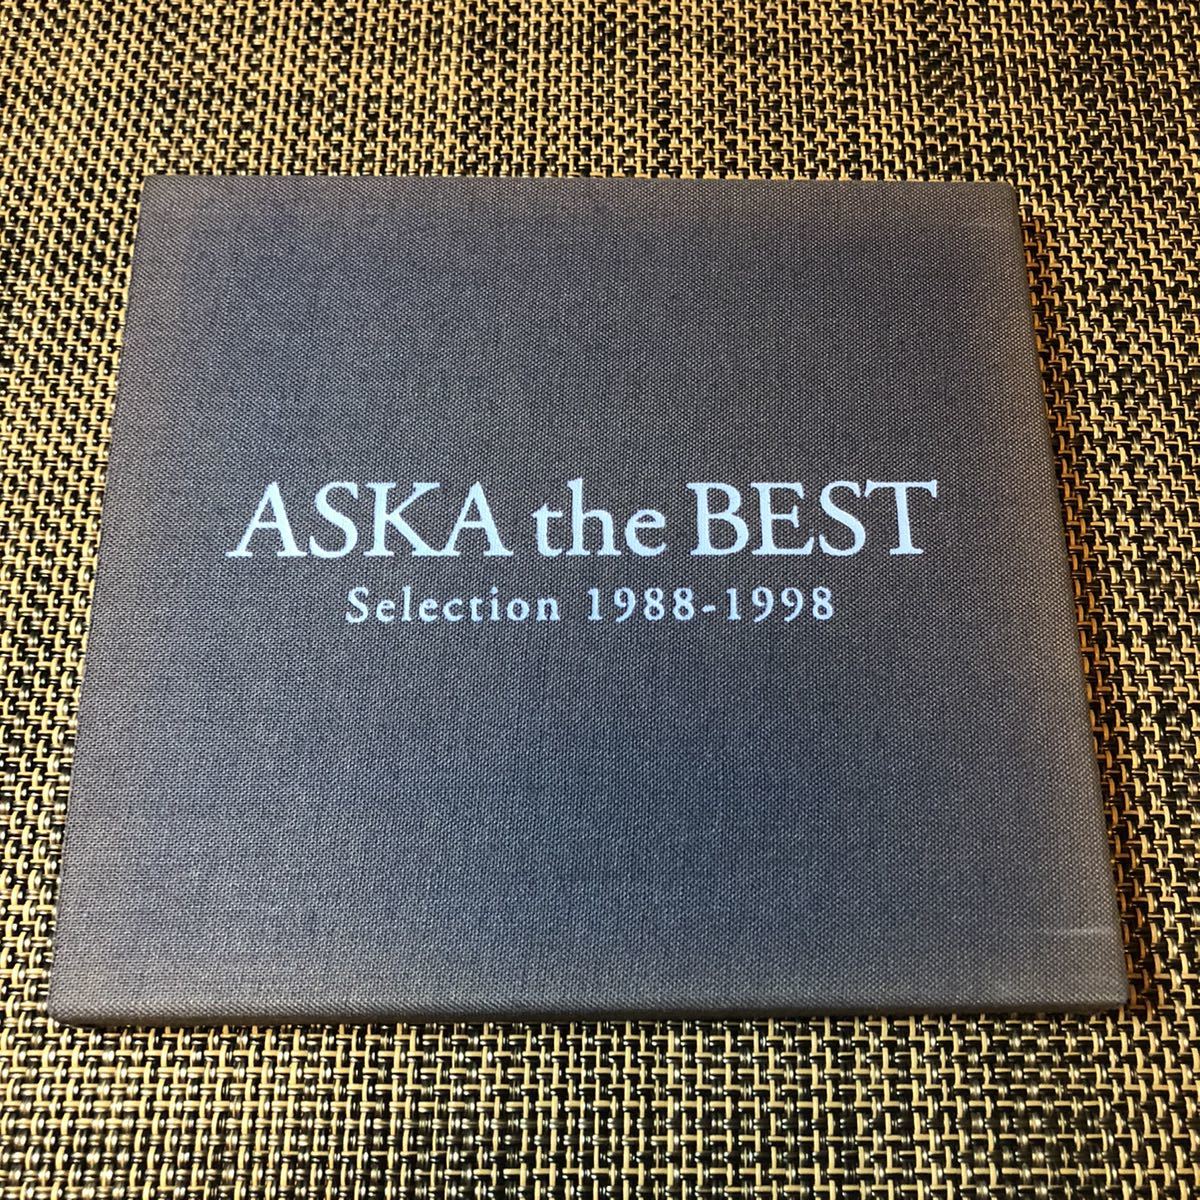 ASKA the BEST
Selection 1988-1998